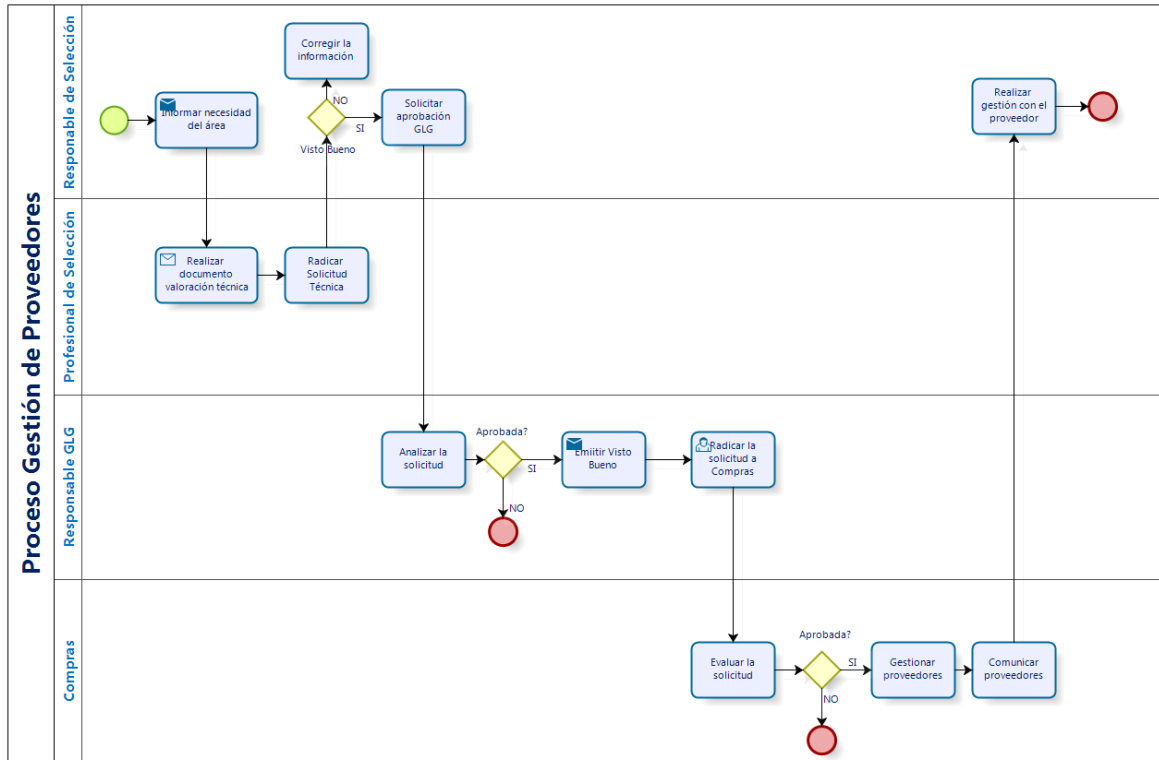 Proceso Gestión de Proveedores
Responsable de Selección
Informar necesidad
del área
Corregir la
información
NO
SI
Visto Bueno
Solicitar
aprobación
GLG
Realizar
gestión con el
proveedor
Profesional de Selección
Realizar
documento
valoración técnica
Radicar
Solicitud
Técnica
Responsable GLG
Analizar la
solicitud
Aprobada?
SI
NO
Emiitir Visto
Bueno
Radicar la
solicitud a
Compras
Compras
Evaluar la
solicitud
Aprobada?
SI
NO
Gestionar
proveedores
Comunicar
proveedores